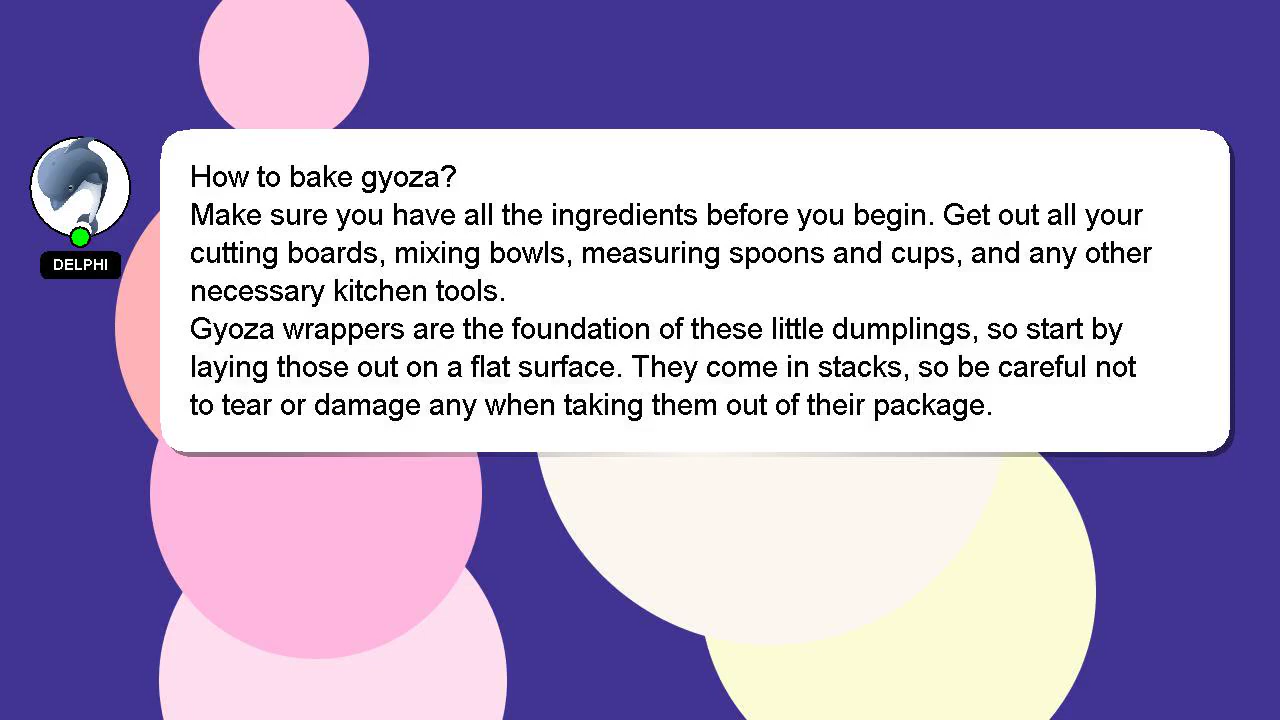 How to bake gyoza?
Make sure you have all the ingredients before you begin. Get out all your
cutting boards, mixing bowls, measuring spoons and cups, and any other
necessary kitchen tools.
Gyoza wrappers are the foundation of these little dumplings, so start by
laying those out on a flat surface. They come in stacks, so be careful not
to tear or damage any when taking them out of their package.
DELPHI